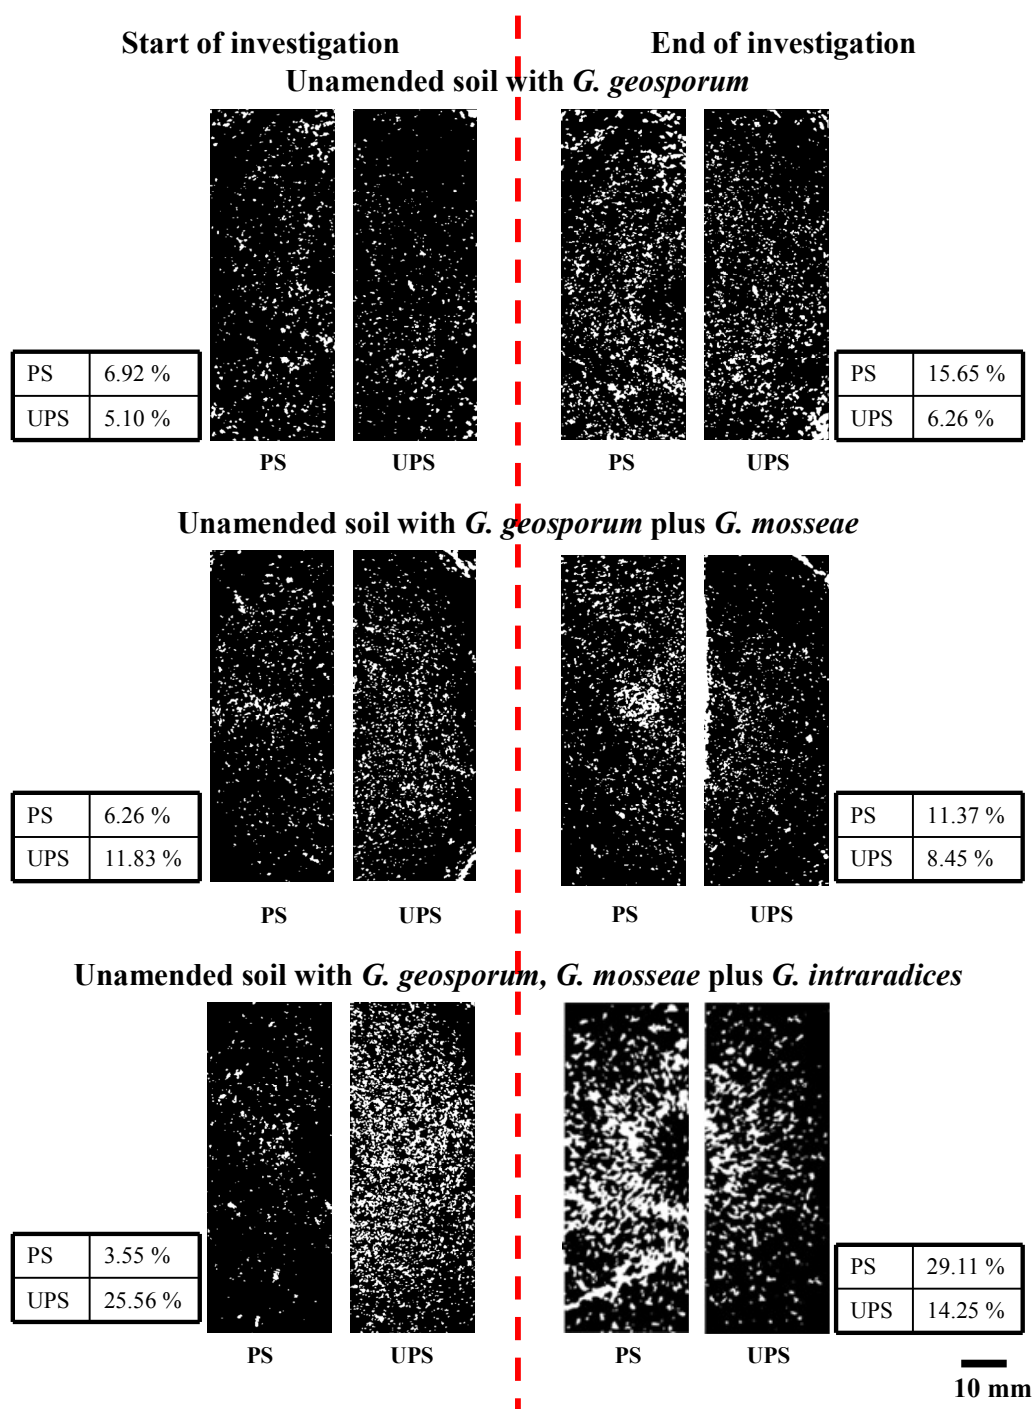 Start of investigation
End of investigation
Unamended soil with G. geosporum
PS 6.92 %
UPS 5.10 %
PS 15.65 %
UPS 6.26 %
PS UPS PS UPS
Unamended soil with G. geosporum plus G. mosseae
PS 6.26 %
UPS 11.83 %
PS 11.37 %
UPS 8.45 %
PS UPS PS UPS
Unamended soil with G. geosporum, G. mosseae plus G. intraradices
PS 3.55 %
UPS 25.56 %
PS 29.11 %
UPS 14.25 %
PS UPS PS UPS
10 mm